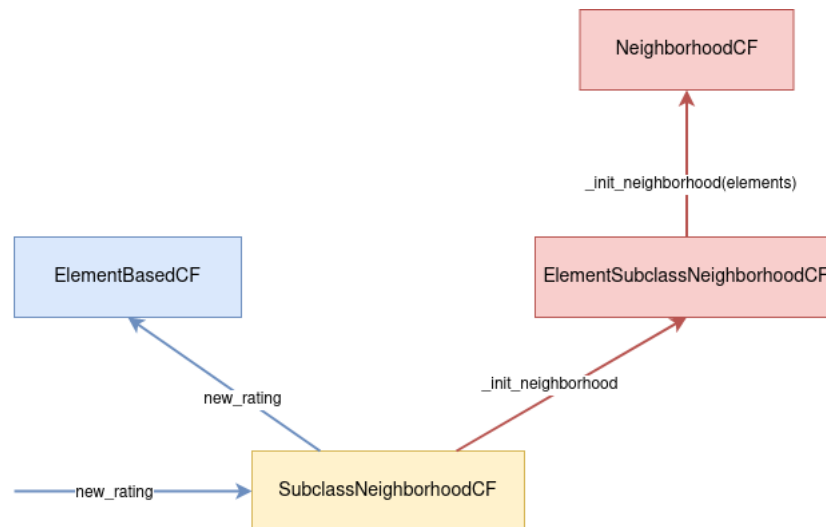 NeighborhoodCF
_init_neighborhood(elements)
ElementBasedCF
ElementSubclassNeighborhoodCF
_init_neighborhood
new_rating
SubclassNeighborhoodCF
new_rating